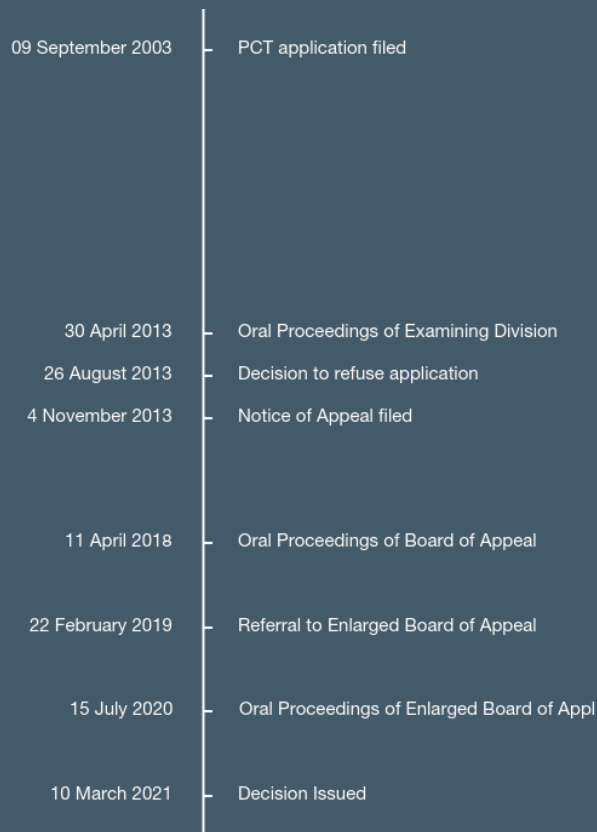 09 September 2003 PCT application filed
30 April 2013 Oral Proceedings of Examining Division
26 August 2013 Decision to refuse application
4 November 2013 Notice of Appeal filed
11 April 2018 Oral Proceedings of Board of Appeal
22 February 2019 Referral to Enlarged Board of Appeal
15 July 2020 Oral Proceedings of Enlarged Board of Appl
10 March 2021 Decision Issued